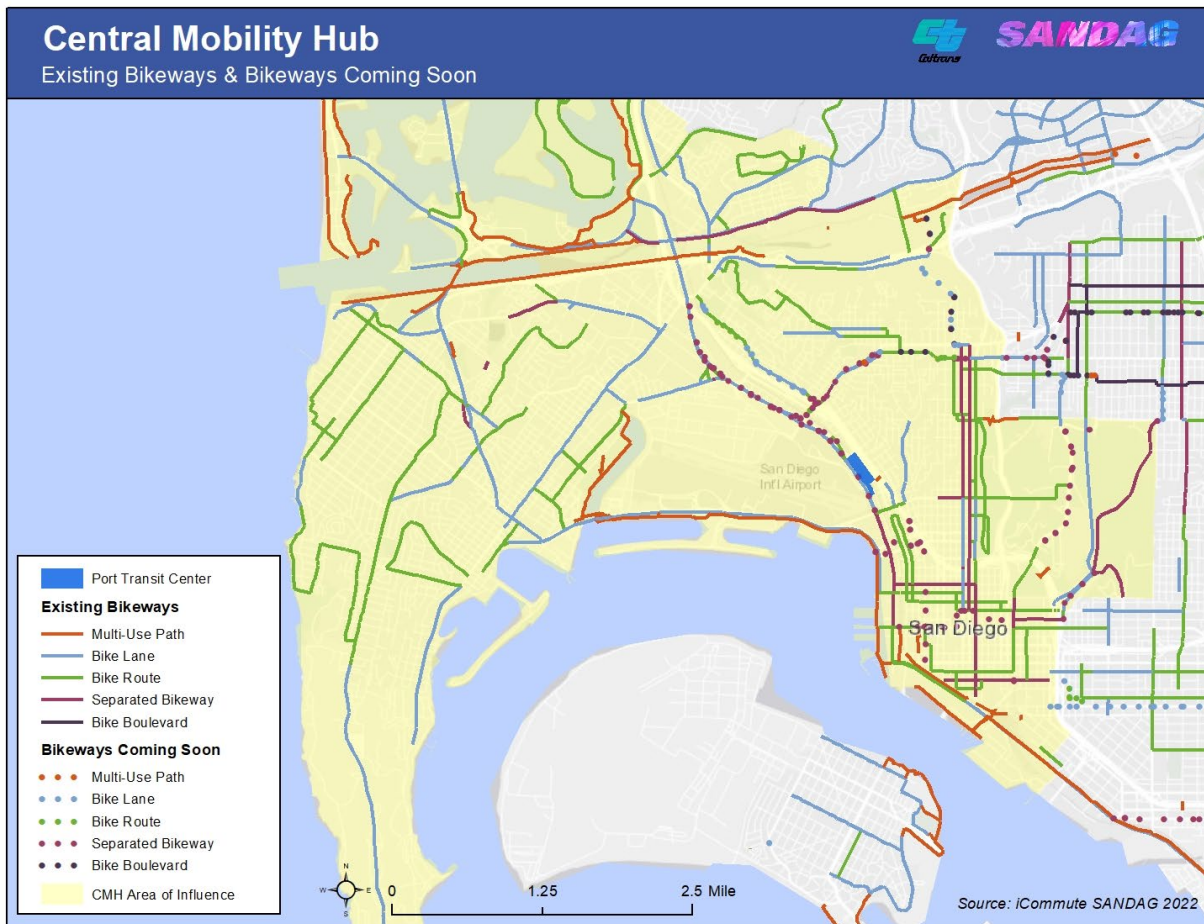 Central Mobility Hub
Existing Bikeways & Bikeways Coming Soon
Ct
Caltrans
SANDAG
San Diego
Int'l Airport
San Diego
Port Transit Center
Existing Bikeways
Multi-Use Path
Bike Lane
Bike Route
Separated Bikeway
Bike Boulevard
Bikeways Coming Soon
Multi-Use Path
Bike Lane
Bike Route
Separated Bikeway
Bike Boulevard
CMH Area of Influence
N
W E
S
0 1.25 2.5 Mile
Source: iCommute SANDAG 2022